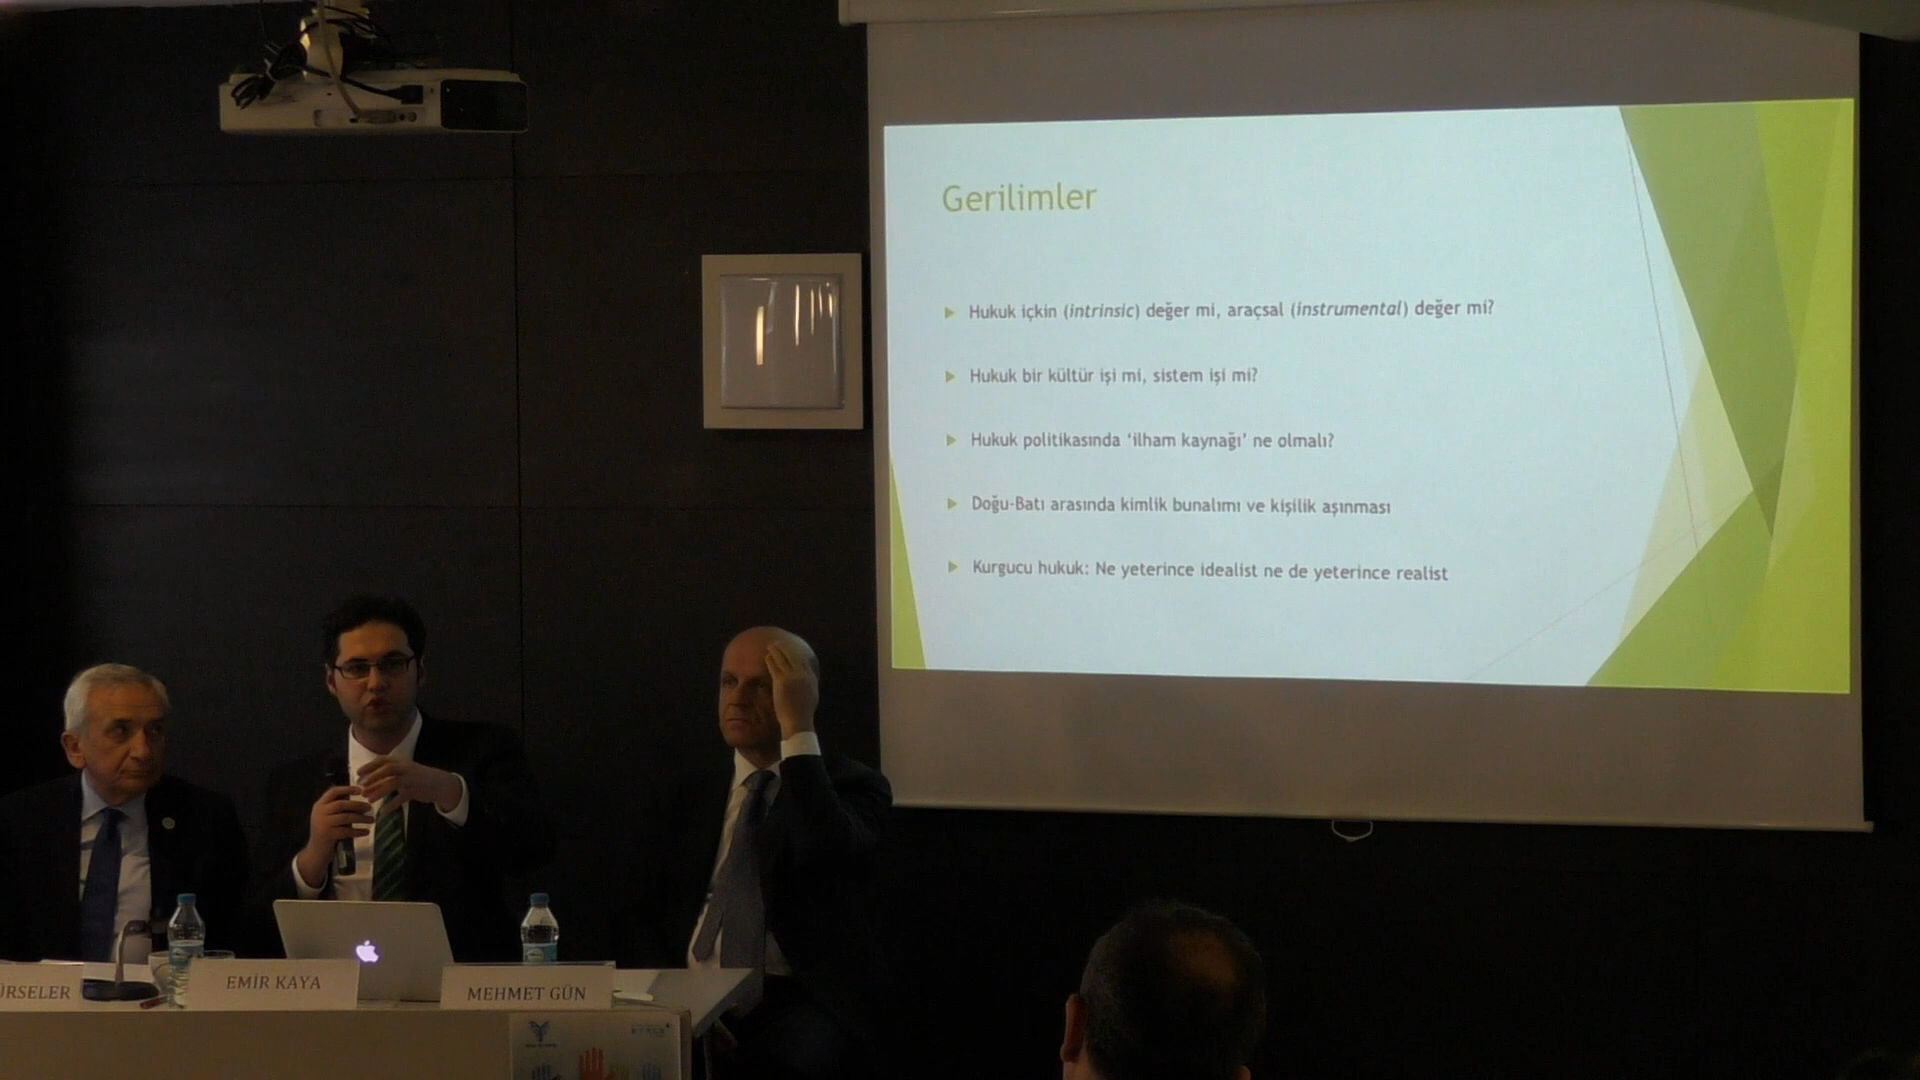 Gerilimler
Hukuk içkin (intrinsic) değer mi, araçsal (instrumental) değer mi?
Hukuk bir kültür işi mi, sistem işi mi?
Hukuk politikasında ‘ilham kaynağı’ ne olmalı?
Doğu-Batı arasında kimlik bunalımı ve kişilik aşınması
Kurgucu hukuk: Ne yeterince idealist ne de yeterince realist
ÜRSELER
EMİR KAYA
MEHMET GÜN